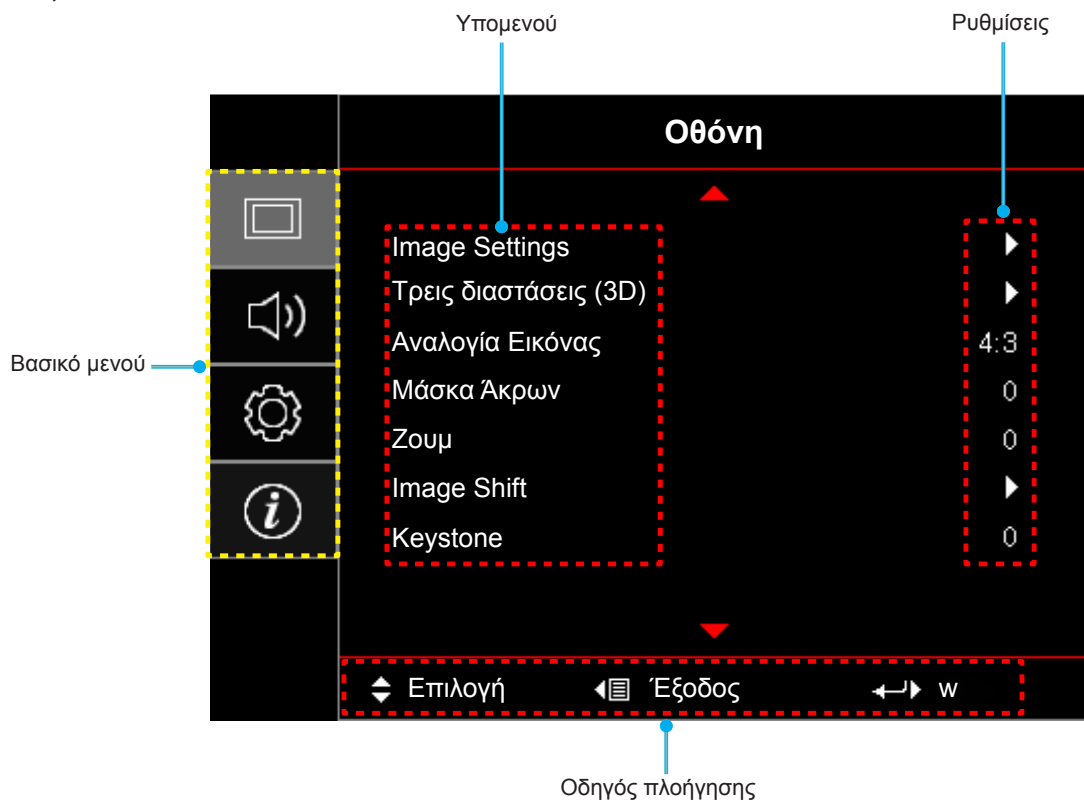 Υπομενού
Ρυθμίσεις
Οθόνη
Image Settings
Τρεις διαστάσεις (3D)
Αναλογία Εικόνας 4:3
Μάσκα Άκρων 0
Ζουμ 0
Image Shift
Keystone 0
Βασικό μενού
Επιλογή Έξοδος w
Οδηγός πλοήγησης